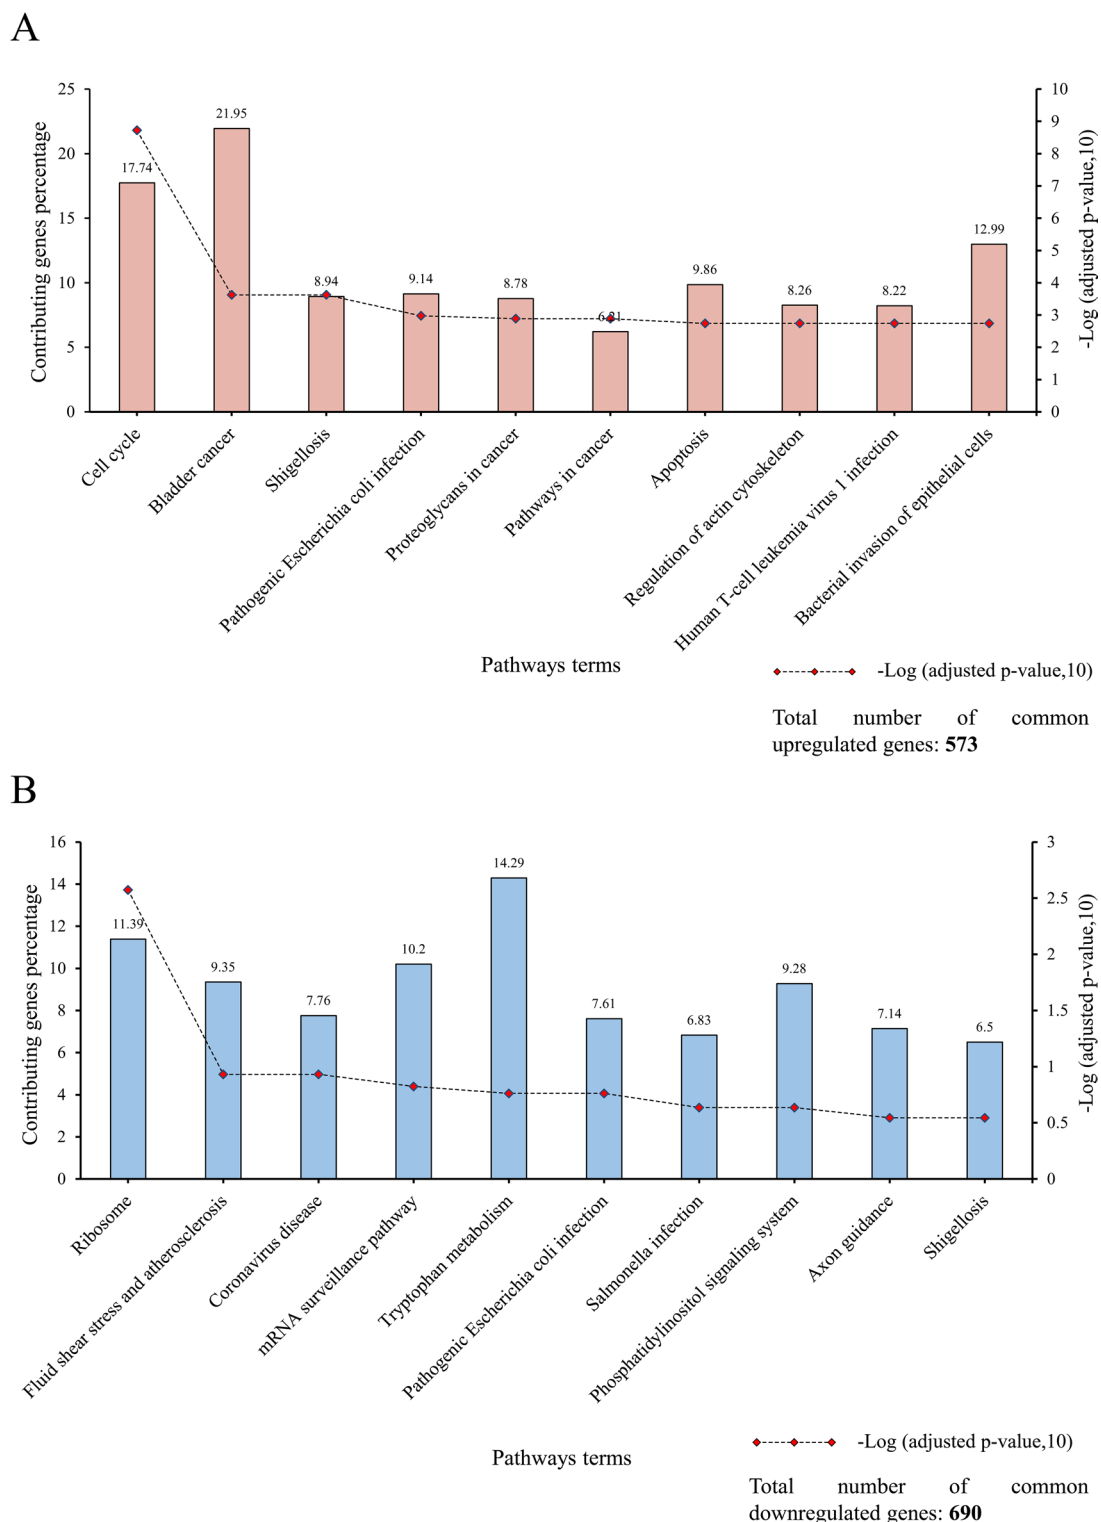 A
Contributing genes percentage
25
20
15
10
5
0
17.74
21.95
8.94
9.14
8.78
6.21
9.86
8.26
8.22
12.99
10
9
8
7
6
5
4
3
2
1
0
-Log (adjusted p-value,10)
Cell cycle
Bladder cancer
Shigellosis
Pathogenic Escherichia coli infection
Proteoglycans in cancer
Pathways in cancer
Apoptosis
Regulation of actin cytoskeleton
Human T-cell leukemia virus 1 infection
Bacterial invasion of epithelial cells
Pathways terms
-Log (adjusted p-value,10)
Total number of common
upregulated genes: 573
B
Contributing genes percentage
16
14
12
10
8
6
4
2
0
11.39
9.35
7.76
10.2
14.29
7.61
6.83
9.28
7.14
6.5
3
2.5
2
1.5
1
0.5
0
-Log (adjusted p-value,10)
Ribosome
Fluid shear stress and atherosclerosis
Coronavirus disease
mRNA surveillance pathway
Tryptophan metabolism
Pathogenic Escherichia coli infection
Salmonella infection
Phosphatidylinositol signaling system
Axon guidance
Shigellosis
Pathways terms
-Log (adjusted p-value,10)
Total number of common
downregulated genes: 690